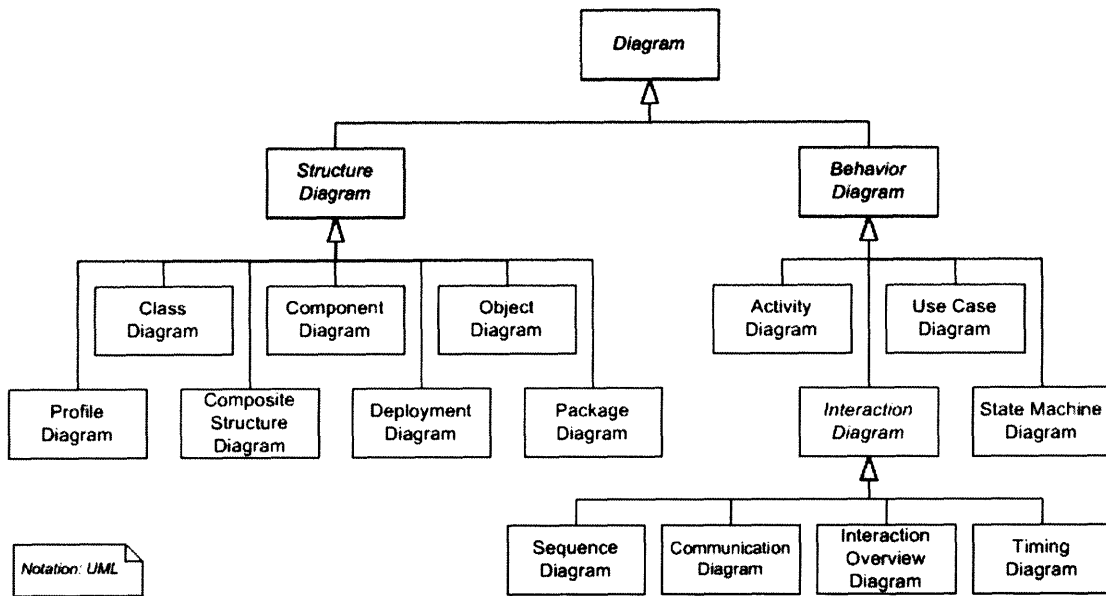 Diagram
Structure
Diagram
Behavior
Diagram
Class
Diagram
Component
Diagram
Object
Diagram
Activity
Diagram
Use Case
Diagram
Profile
Diagram
Composite
Structure
Diagram
Deployment
Diagram
Package
Diagram
Interaction
Diagram
State Machine
Diagram
Sequence
Diagram
Communication
Diagram
Interaction
Overview
Diagram
Timing
Diagram
Notation: UML